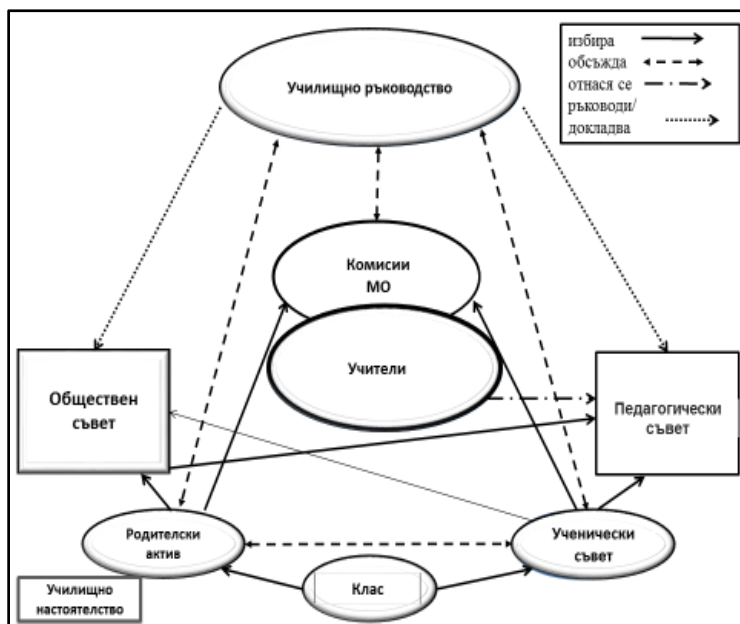 Училищно ръководство
избира
обсъжда
отнася се
ръководи/
докладва
Комисии
МО
Учители
Обществен
съвет
Педагогически
съвет
Родителски
актив
Ученически
съвет
Клас
Училищно
настоятелство